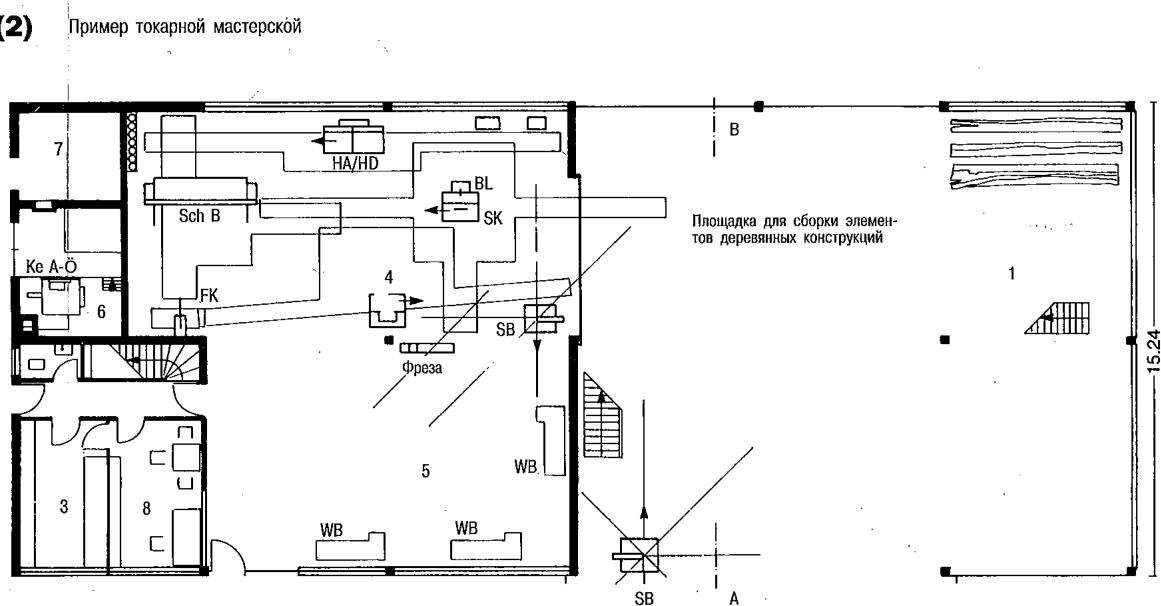 (2) Пример токарной мастерской
B
7
HA/HD
BL
Sch B
SK
Площадка для сборки элемен-
тов деревянных конструкций
Ke A-Ö
4
1
FK
6
SB
Фреза
15.24
WB
5
3
8
WB
WB
SB
A